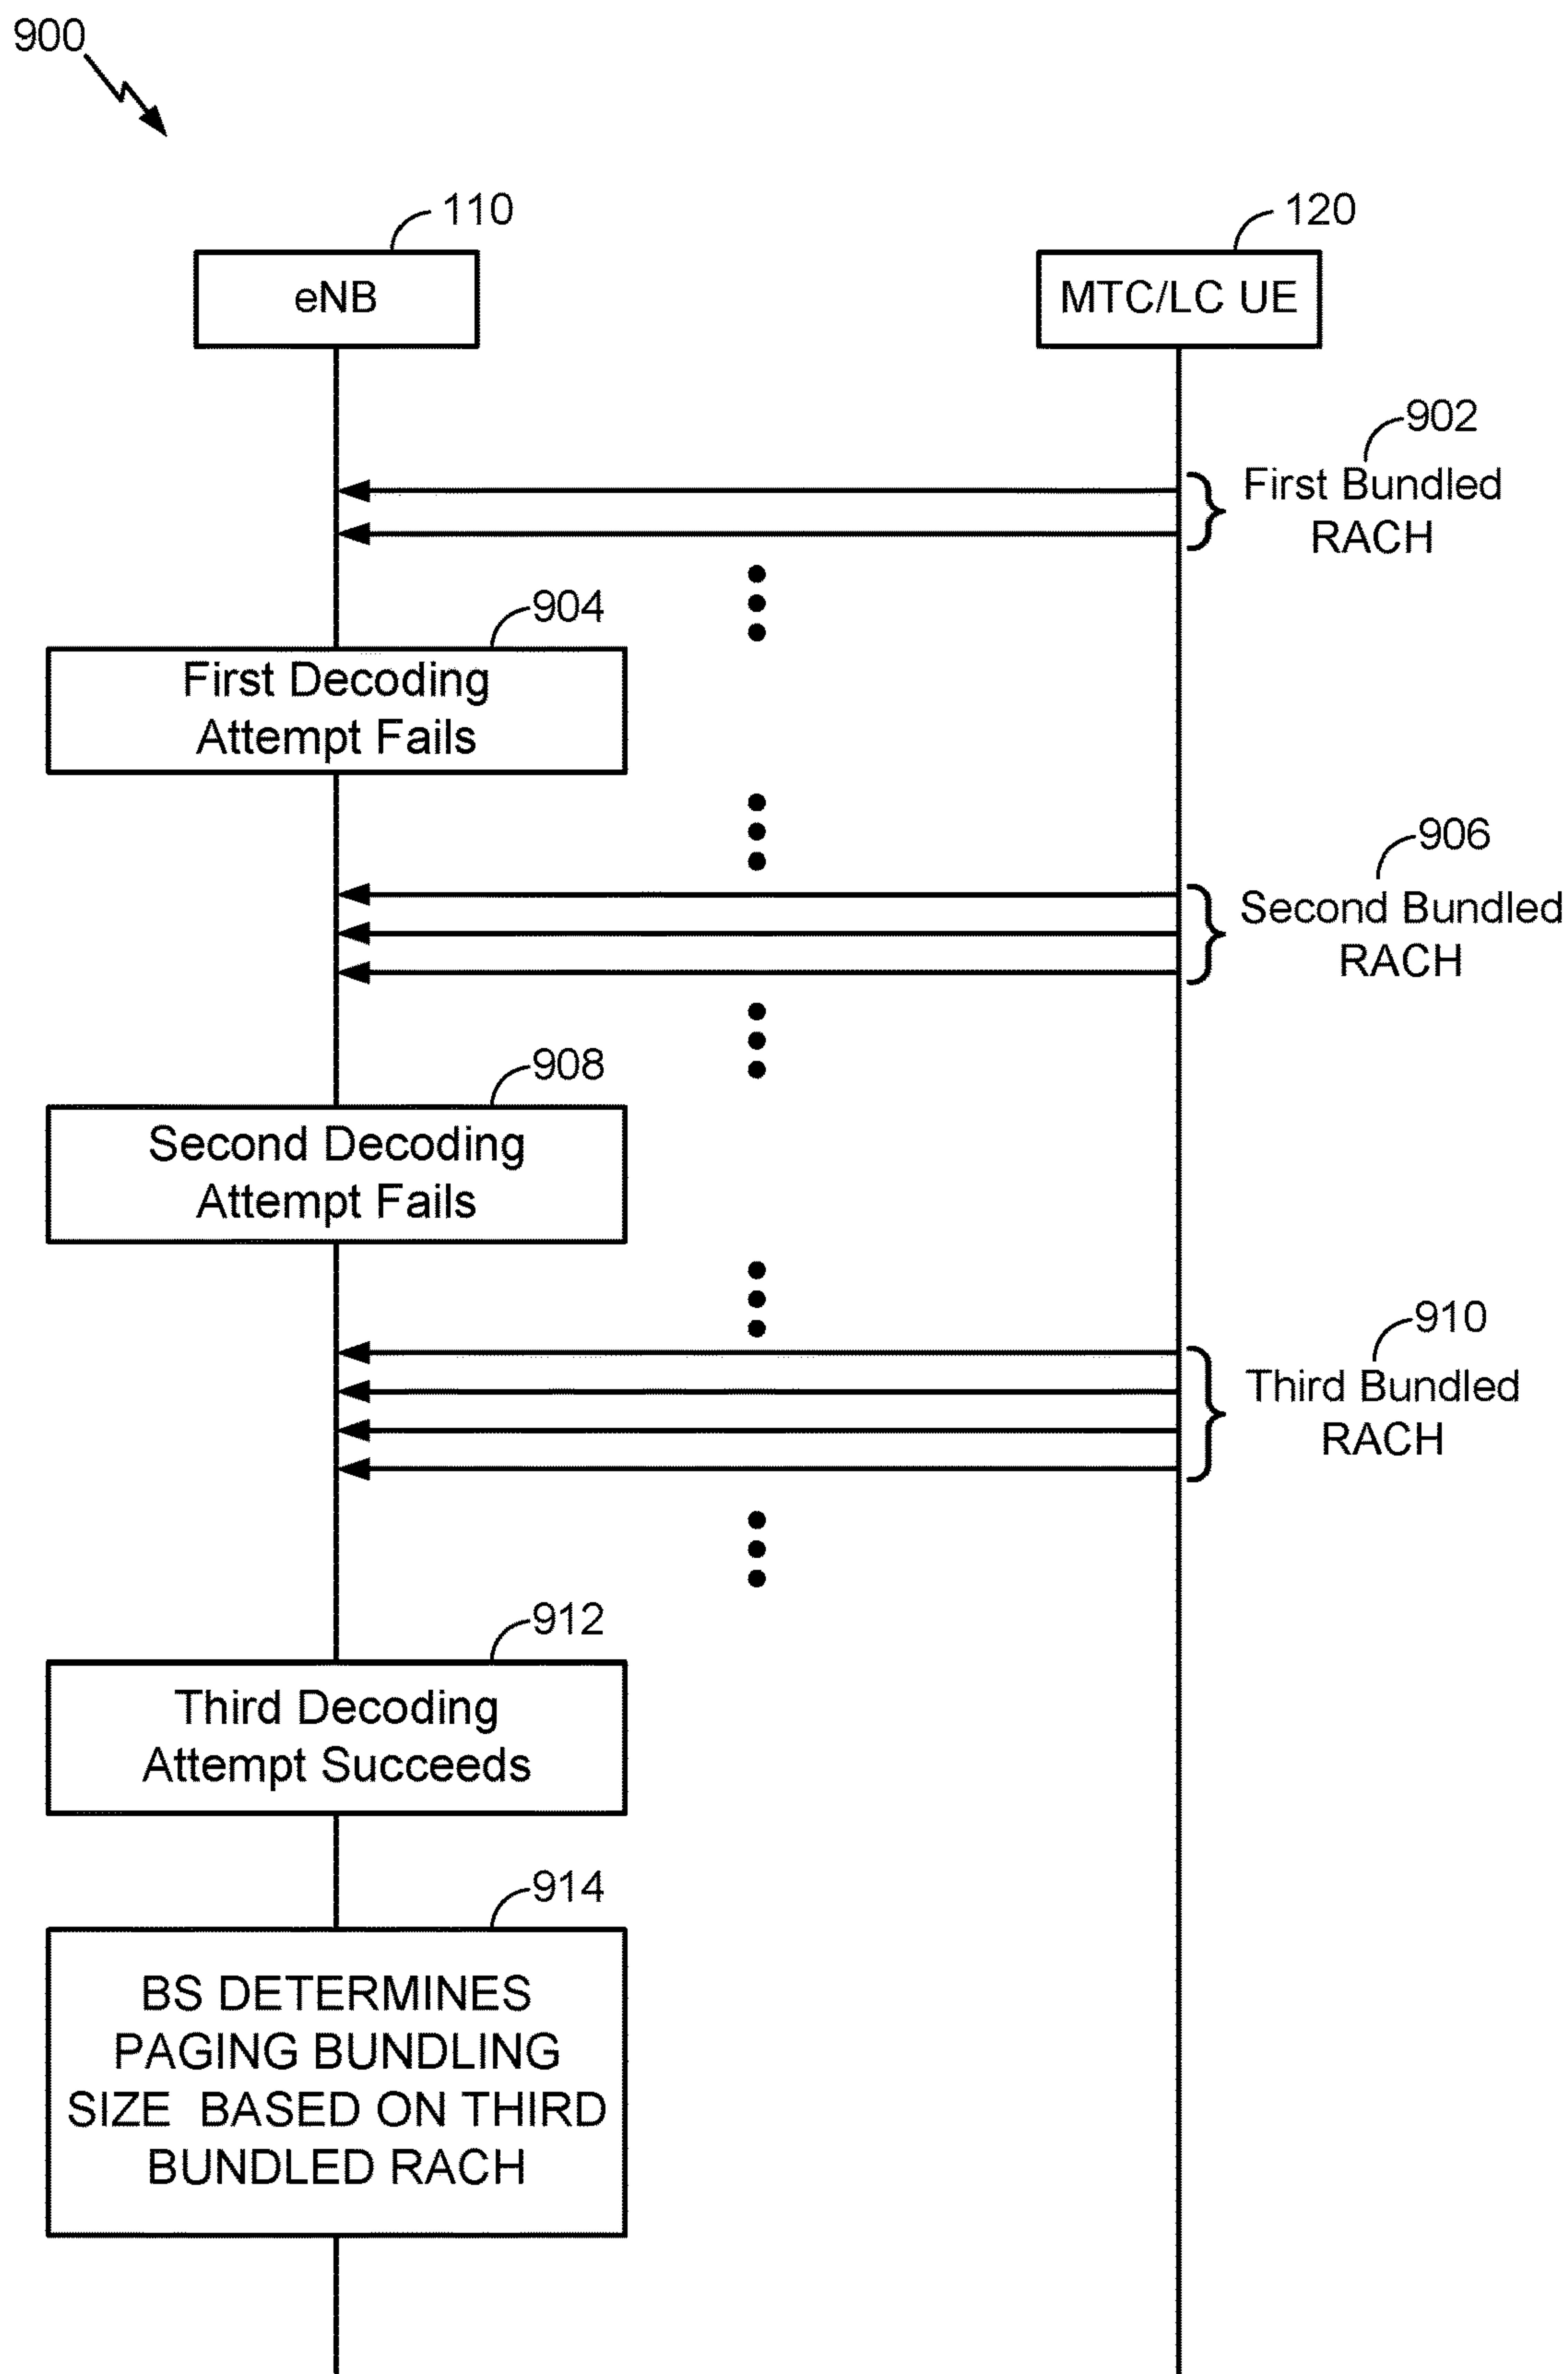 900
110
120
eNB
MTC/LC UE
902
First Bundled
RACH
904
First Decoding
Attempt Fails
906
Second Bundled
RACH
908
Second Decoding
Attempt Fails
910
Third Bundled
RACH
912
Third Decoding
Attempt Succeeds
914
BS DETERMINES
PAGING BUNDLING
SIZE  BASED ON THIRD
BUNDLED RACH